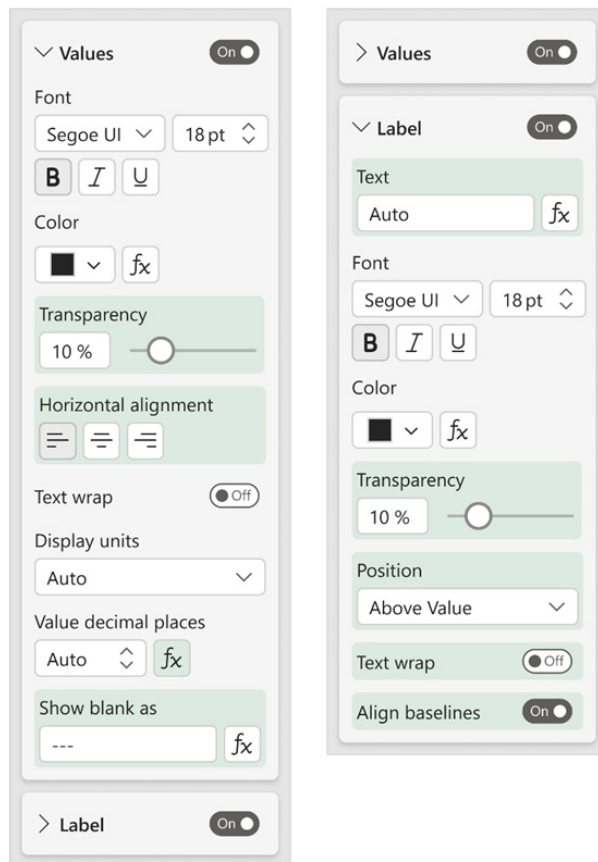 Values On
Font
Segoe UI 18 pt
B I U
Color
fx
Transparency
10 %
Horizontal alignment
Text wrap Off
Display units
Auto
Value decimal places
Auto fx
Show blank as
--- fx
Label On
Values On
Label On
Text
Auto fx
Font
Segoe UI 18 pt
B I U
Color
fx
Transparency
10 %
Position
Above Value
Text wrap Off
Align baselines On